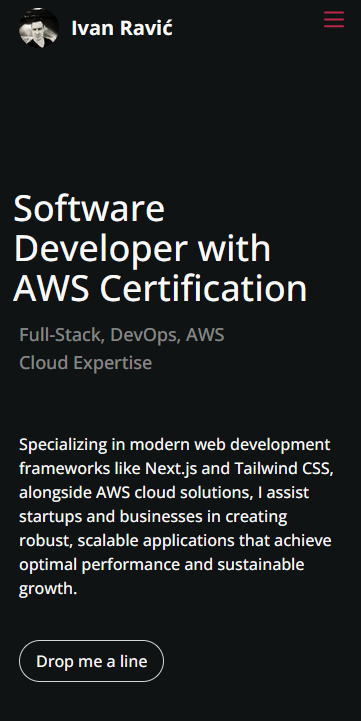 Ivan Ravić
Software
Developer with
AWS Certification
Full-Stack, DevOps, AWS
Cloud Expertise
Specializing in modern web development
frameworks like Next.js and Tailwind CSS,
alongside AWS cloud solutions, I assist
startups and businesses in creating
robust, scalable applications that achieve
optimal performance and sustainable
growth.
Drop me a line